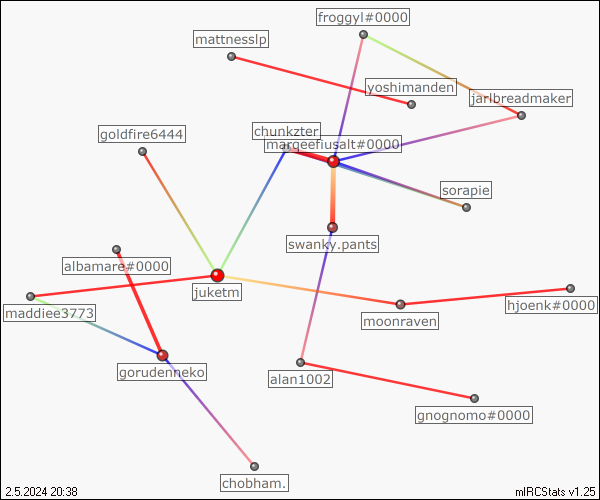 froggyl#0000
mattnesslp
yoshimanden
jarlbreadmaker
goldfire6444
chunkzter
marqeefiusalt#0000
sorapie
swanky.pants
albamare#0000
juketm
maddiee3773
hjoenk#0000
moonraven
gorudenneko
alan1002
gnognomo#0000
chobham.
2.5.2024 20:38
mIRCStats v1.25